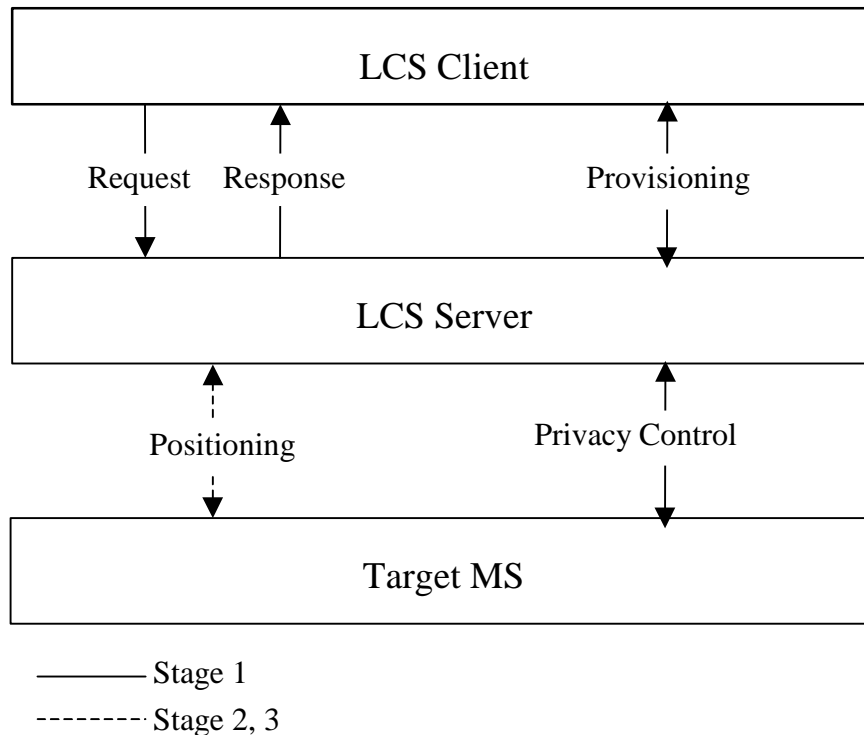 LCS Client
Request Response Provisioning
LCS Server
Positioning Privacy Control
Target MS
Stage 1
Stage 2, 3